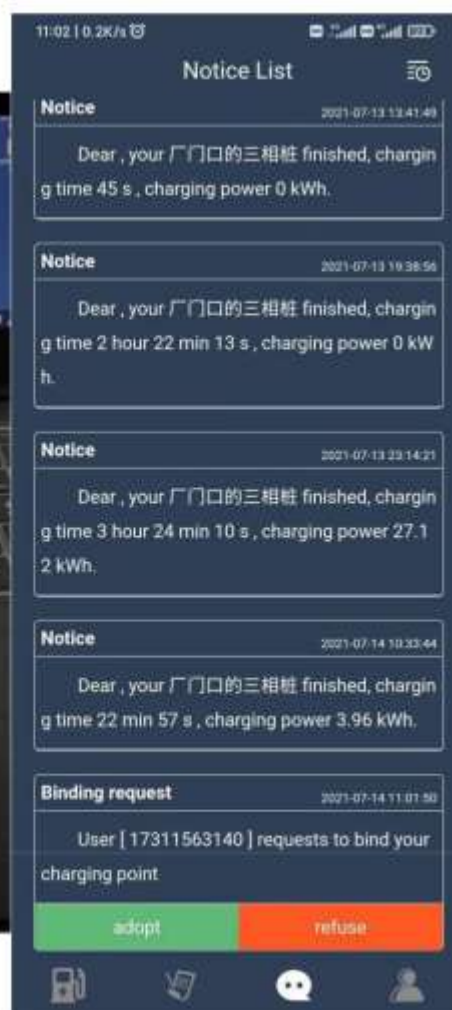 11:02 | 0.2K/s
Notice List
Notice
2021-07-13 13:41:49
Dear , your 厂门口的三相桩 finished, chargin
g time 45 s , charging power 0 kWh.
Notice
2021-07-13 19:38:56
Dear , your 厂门口的三相桩 finished, chargin
g time 2 hour 22 min 13 s , charging power 0 kW
h.
Notice
2021-07-13 23:14:21
Dear , your 厂门口的三相桩 finished, chargin
g time 3 hour 24 min 10 s , charging power 27.1
2 kWh.
Notice
2021-07-14 10:33:44
Dear , your 厂门口的三相桩 finished, chargin
g time 22 min 57 s , charging power 3.96 kWh.
Binding request
2021-07-14 11:01:50
User [ 17311563140 ] requests to bind your
charging point
adopt
refuse